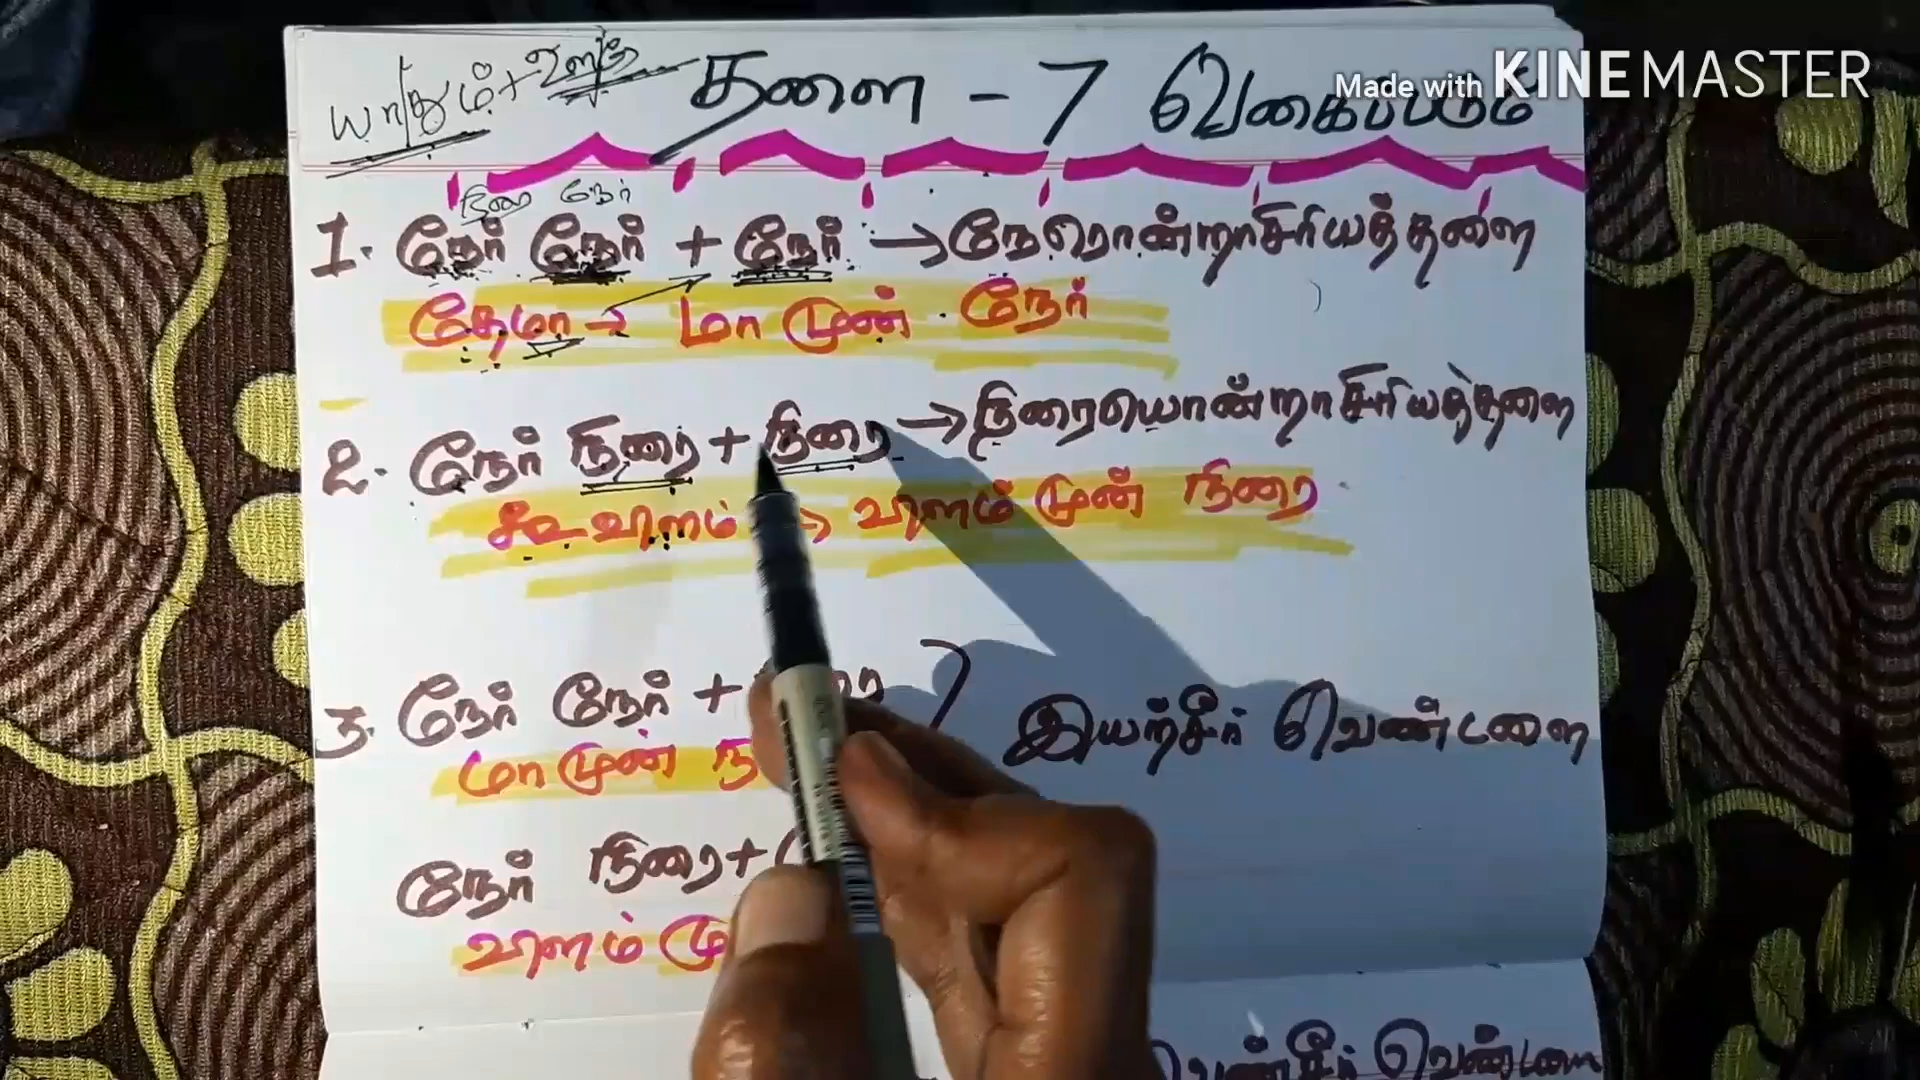 யாதும் + ஊரே
தளை - 7 வகைப்படும்
Made with KINEMASTER
நிரை நேர்
1. நேர் நேர் + நேர் → நேரொன்றாசிரியத்தளை
தேமா → மா முன் நேர்
2. நேர் நிரை + நிரை → நிரையொன்றாசிரியத்தளை
கூவிளம் → விளம் முன் நிரை
3. நேர் நேர் + இயற்சீர் வெண்டளை
மா முன்
நேர் நிரை +
விளம்
வெண்சீர் வெண்டளை